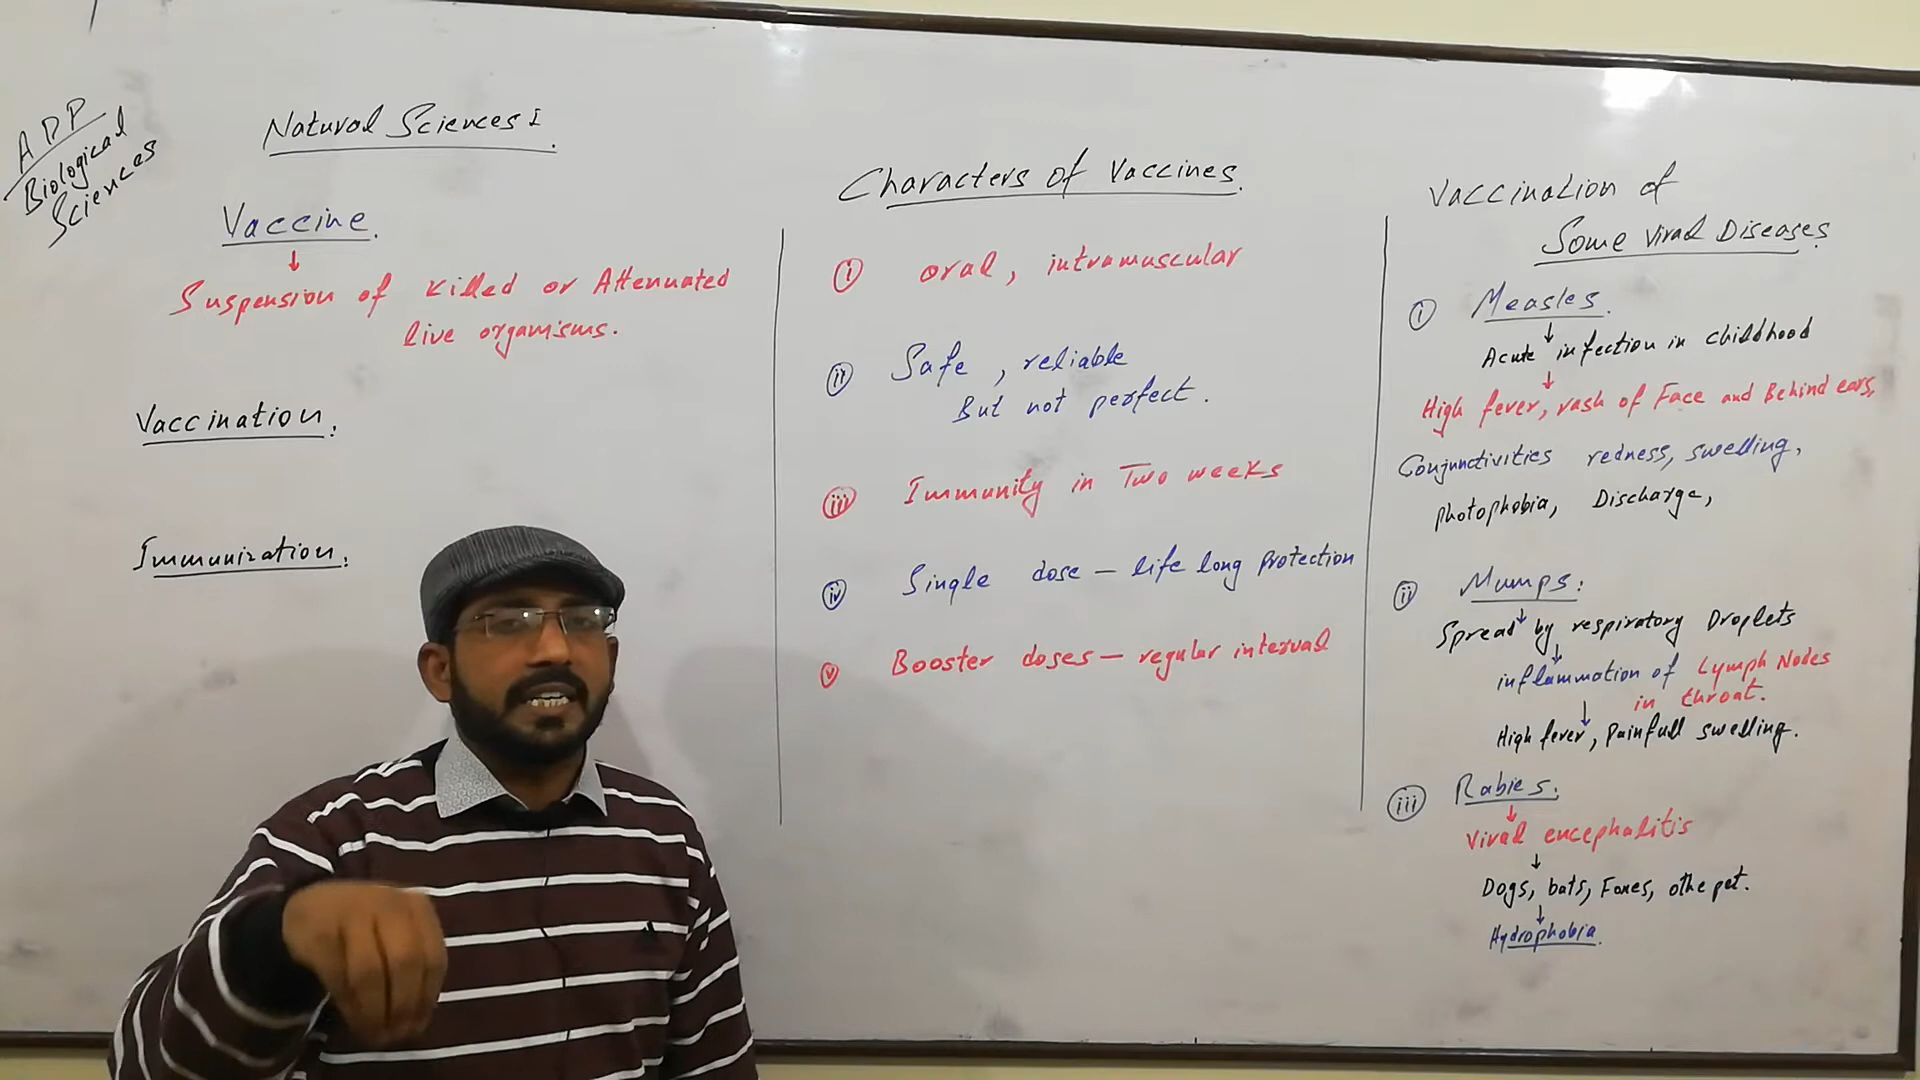 ADP
Biological
Sciences
Natural Sciences I
Vaccine
↓
Suspension of Killed or Attenuated
live organisms.
Vaccination:
Immunization:
Characters of Vaccines.
(i) oral, intramuscular
(ii) Safe, reliable
But not perfect.
(iii) Immunity in Two weeks
(iv) Single dose – life long protection
(v) Booster doses – regular interval
Vaccination of
Some Viral Diseases
(i) Measles.
↓
Acute infection in childhood
↓
High fever, rash of Face and Behind ears,
Conjunctivities redness, swelling,
photophobia, Discharge,
(ii) Mumps:
↓
Spread by respiratory Droplets
↓
inflammation of Lymph Nodes
in throat.
↓
High fever, painfull swelling.
(iii) Rabies.
↓
Viral encephalitis
↓
Dogs, bats, Foxes, othe pet.
↓
Hydrophobia.